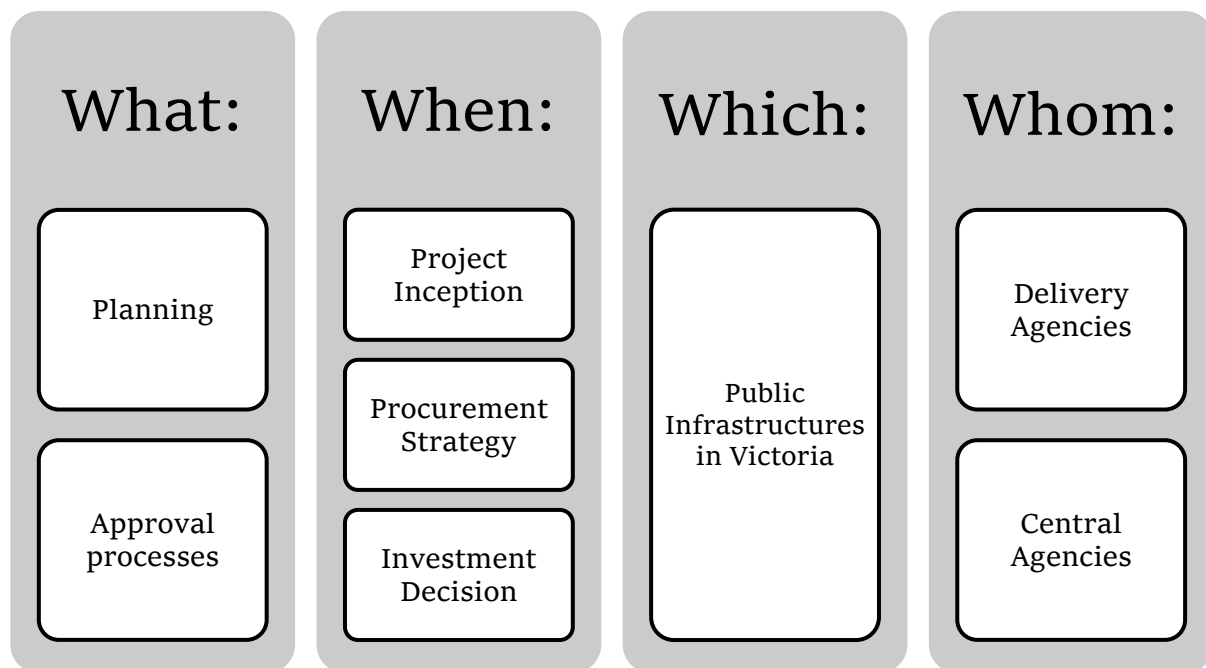 What:
Planning
Approval
processes
When:
Project
Inception
Procurement
Strategy
Investment
Decision
Which:
Public
Infrastructures
in Victoria
Whom:
Delivery
Agencies
Central
Agencies